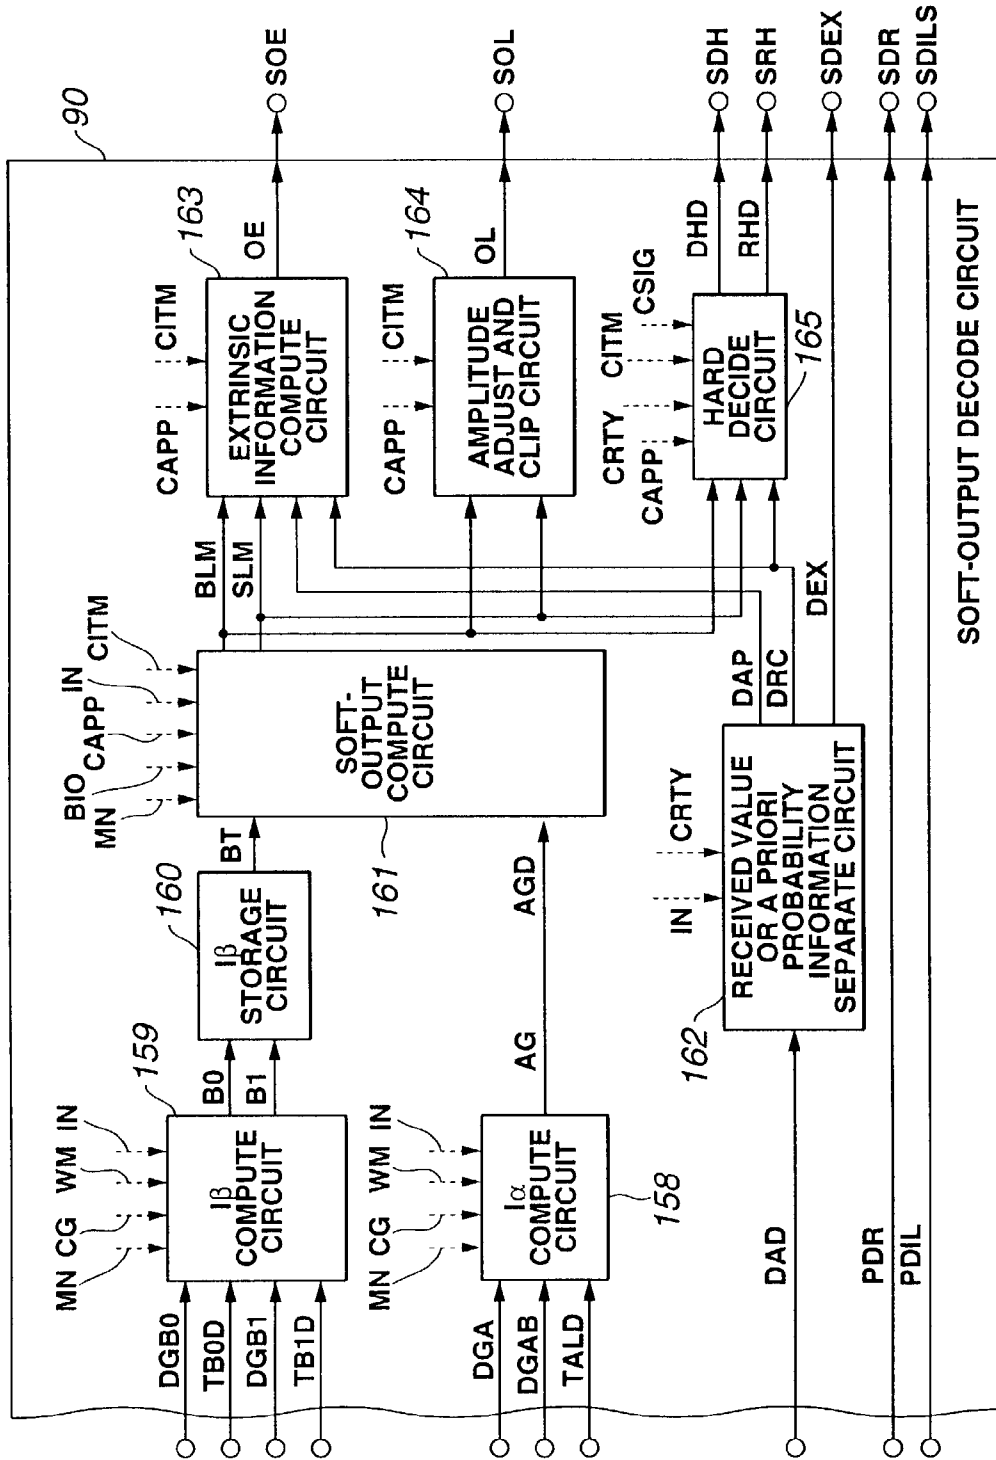 90
DGB0
TB0D
DGB1
TB1D
MN
CG
WM
IN
Iβ
COMPUTE
CIRCUIT
159
B0
B1
Iβ
STORAGE
CIRCUIT
160
BT
MN
BIO
CAPP
IN
CITM
SOFT-
OUTPUT
COMPUTE
CIRCUIT
161
BLM
SLM
CAPP
CITM
EXTRINSIC
INFORMATION
COMPUTE
CIRCUIT
163
OE
SOE
CAPP
CITM
AMPLITUDE
ADJUST AND
CLIP CIRCUIT
164
OL
SOL
DGA
DGAB
TALD
MN
CG
WM
IN
Iα
COMPUTE
CIRCUIT
158
AG
AGD
CAPP
CRTY
CITM
CSIG
HARD
DECIDE
CIRCUIT
165
DHD
RHD
SDH
SRH
DAD
IN
CRTY
RECEIVED VALUE
OR A PRIORI
PROBABILITY
INFORMATION
SEPARATE CIRCUIT
162
DAP
DRC
DEX
SDEX
PDR
SDR
PDIL
SDILS
SOFT-OUTPUT DECODE CIRCUIT